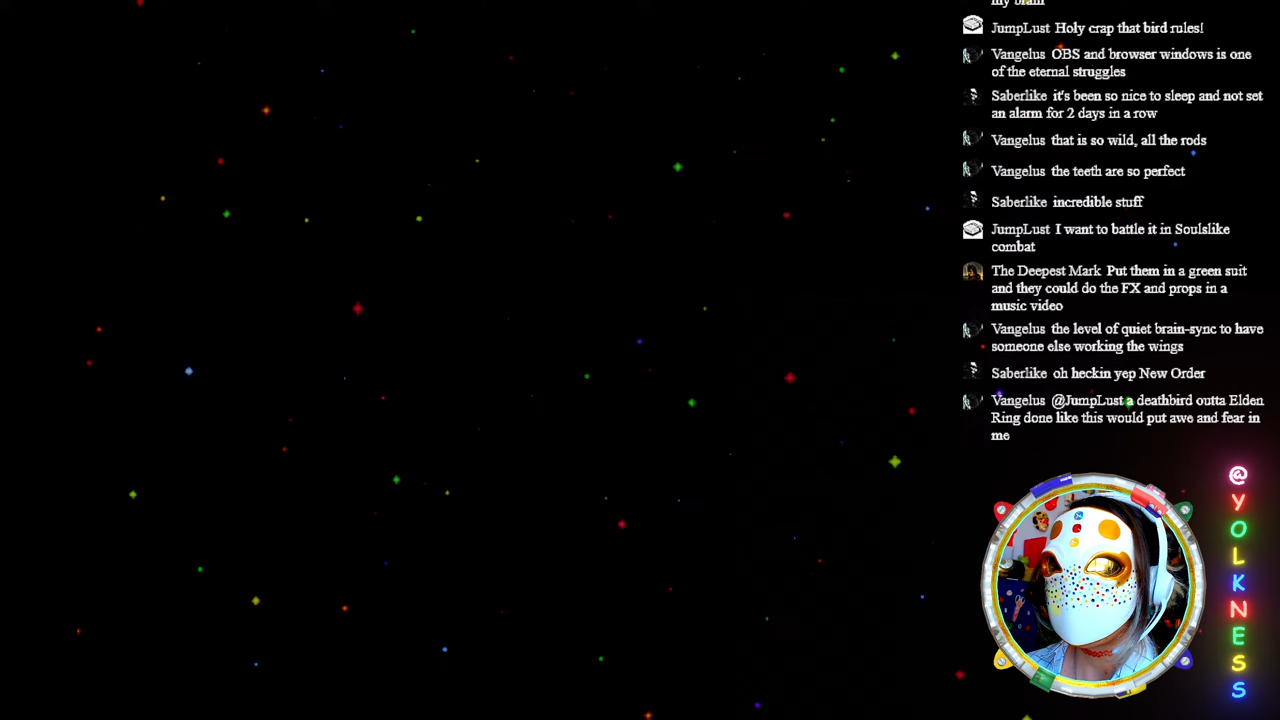 my brain
JumpLust Holy crap that bird rules!
Vangelus OBS and browser windows is one
of the eternal struggles
Saberlike it's been so nice to sleep and not set
an alarm for 2 days in a row
Vangelus that is so wild, all the rods
Vangelus the teeth are so perfect
Saberlike incredible stuff
JumpLust I want to battle it in Soulslike
combat
The Deepest Mark Put them in a green suit
and they could do the FX and props in a
music video
Vangelus the level of quiet brain-sync to have
someone else working the wings
Saberlike oh heckin yep New Order
Vangelus @JumpLust a deathbird outta Elden
Ring done like this would put awe and fear in
me
@YOLKNESS